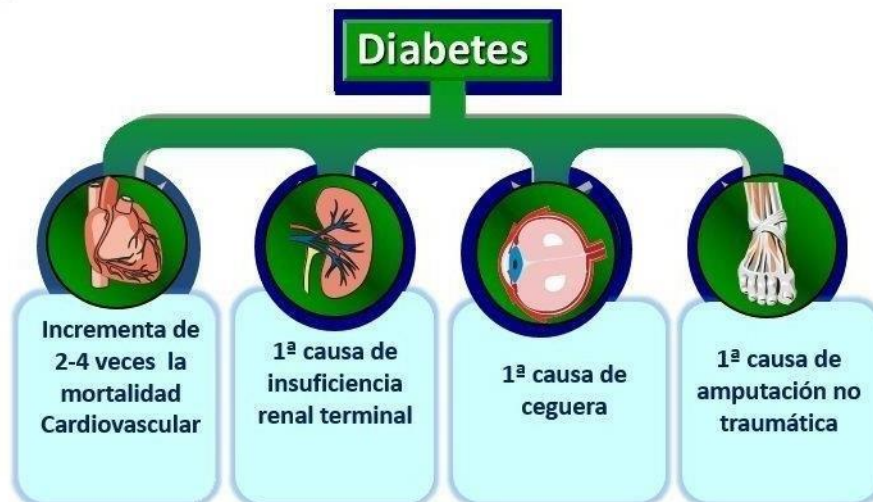 Diabetes
Incrementa de
2-4 veces la
mortalidad
Cardiovascular
1ª causa de
insuficiencia
renal terminal
1ª causa de
ceguera
1ª causa de
amputación no
traumática